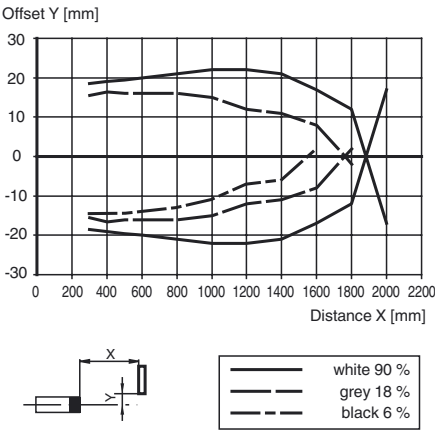 Offset Y [mm]
30
20
10
0
-10
-20
-30
0 200 400 600 800 1000 1200 1400 1600 1800 2000 2200
Distance X [mm]
X
Y
white 90 %
grey 18 %
black 6 %